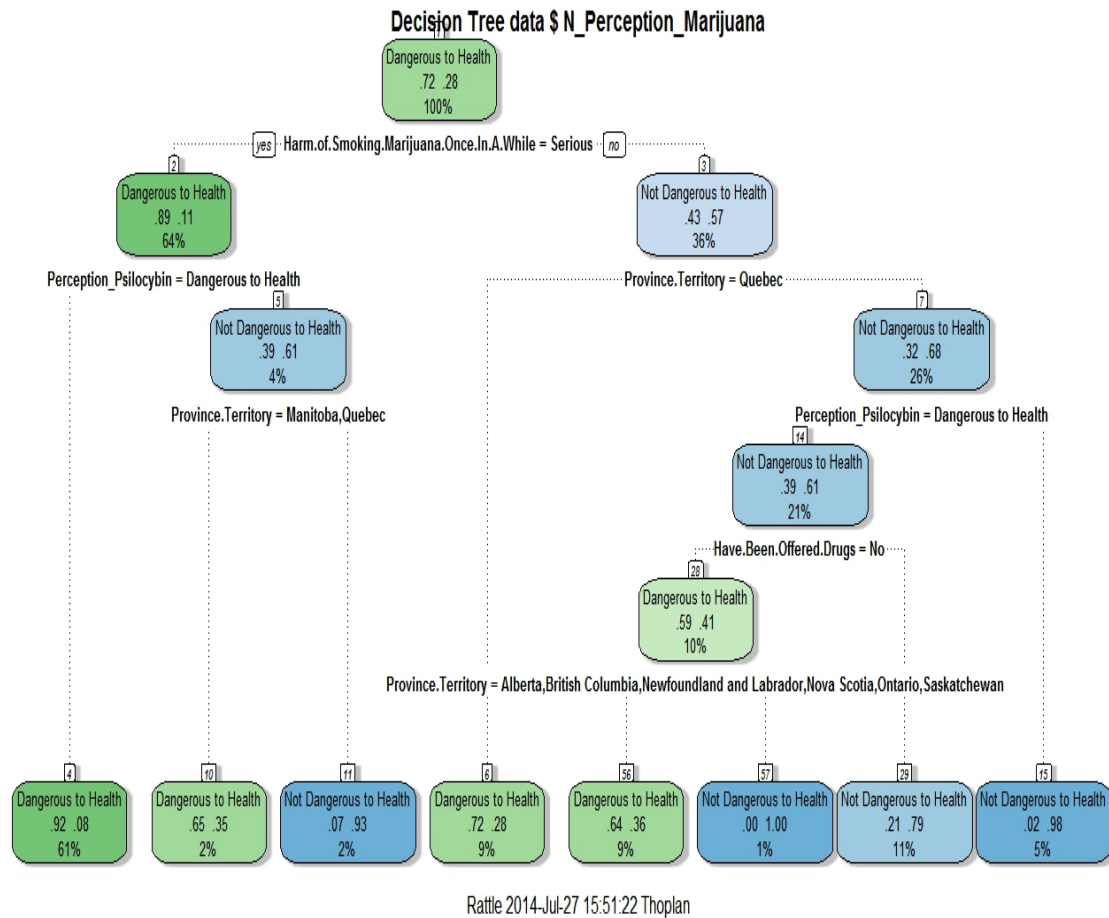 Decision Tree data $ N_Perception_Marijuana
1
Dangerous to Health
.72 .28
100%
yes Harm.of.Smoking.Marijuana.Once.In.A.While = Serious no
2
Dangerous to Health
.89 .11
64%
3
Not Dangerous to Health
.43 .57
36%
Perception_Psilocybin = Dangerous to Health
Province.Territory = Quebec
5
Not Dangerous to Health
.39 .61
4%
7
Not Dangerous to Health
.32 .68
26%
Province.Territory = Manitoba,Quebec
Perception_Psilocybin = Dangerous to Health
14
Not Dangerous to Health
.39 .61
21%
Have.Been.Offered.Drugs = No
28
Dangerous to Health
.59 .41
10%
Province.Territory = Alberta,British Columbia,Newfoundland and Labrador,Nova Scotia,Ontario,Saskatchewan
4
Dangerous to Health
.92 .08
61%
10
Dangerous to Health
.65 .35
2%
11
Not Dangerous to Health
.07 .93
2%
6
Dangerous to Health
.72 .28
9%
56
Dangerous to Health
.64 .36
9%
57
Not Dangerous to Health
.00 1.00
1%
29
Not Dangerous to Health
.21 .79
11%
15
Not Dangerous to Health
.02 .98
5%
Rattle 2014-Jul-27 15:51:22 Thoplan